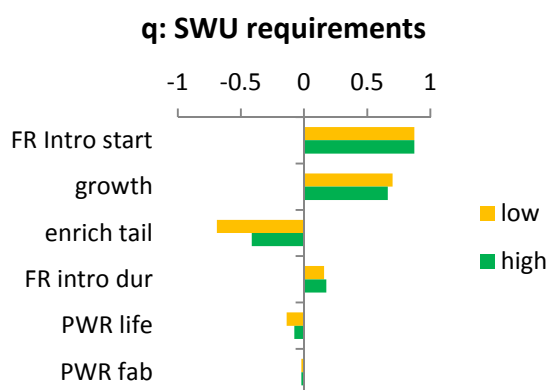 q: SWU requirements
-1 -0.5 0 0.5 1
FR Intro start
growth
enrich tail
FR intro dur
PWR life
PWR fab
low
high